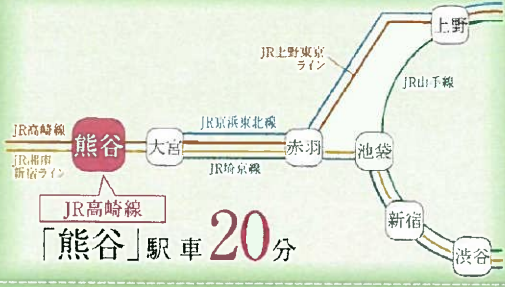 上野
JR上野東京
ライン
JR山手線
JR高崎線
JR京浜東北線
熊谷
大宮
赤羽
池袋
JR湘南
新宿ライン
JR埼京線
JR高崎線
新宿
「熊谷」駅 車20分
渋谷